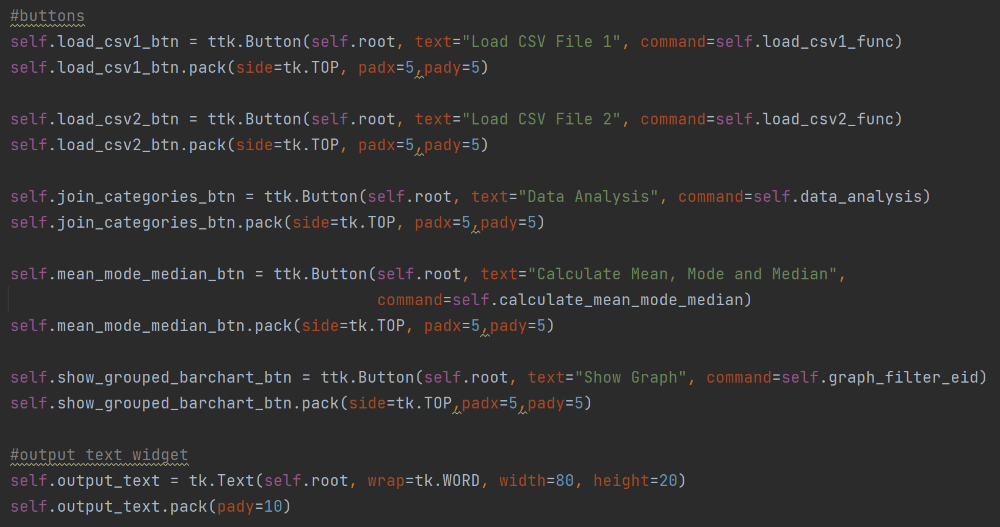 #buttons
self.load_csv1_btn = ttk.Button(self.root, text="Load CSV File 1", command=self.load_csv1_func)
self.load_csv1_btn.pack(side=tk.TOP, padx=5,pady=5)
self.load_csv2_btn = ttk.Button(self.root, text="Load CSV File 2", command=self.load_csv2_func)
self.load_csv2_btn.pack(side=tk.TOP, padx=5,pady=5)
self.join_categories_btn = ttk.Button(self.root, text="Data Analysis", command=self.data_analysis)
self.join_categories_btn.pack(side=tk.TOP, padx=5,pady=5)
self.mean_mode_median_btn = ttk.Button(self.root, text="Calculate Mean, Mode and Median",
command=self.calculate_mean_mode_median)
self.mean_mode_median_btn.pack(side=tk.TOP, padx=5,pady=5)
self.show_grouped_barchart_btn = ttk.Button(self.root, text="Show Graph", command=self.graph_filter_eid)
self.show_grouped_barchart_btn.pack(side=tk.TOP,padx=5,pady=5)
#output text widget
self.output_text = tk.Text(self.root, wrap=tk.WORD, width=80, height=20)
self.output_text.pack(pady=10)